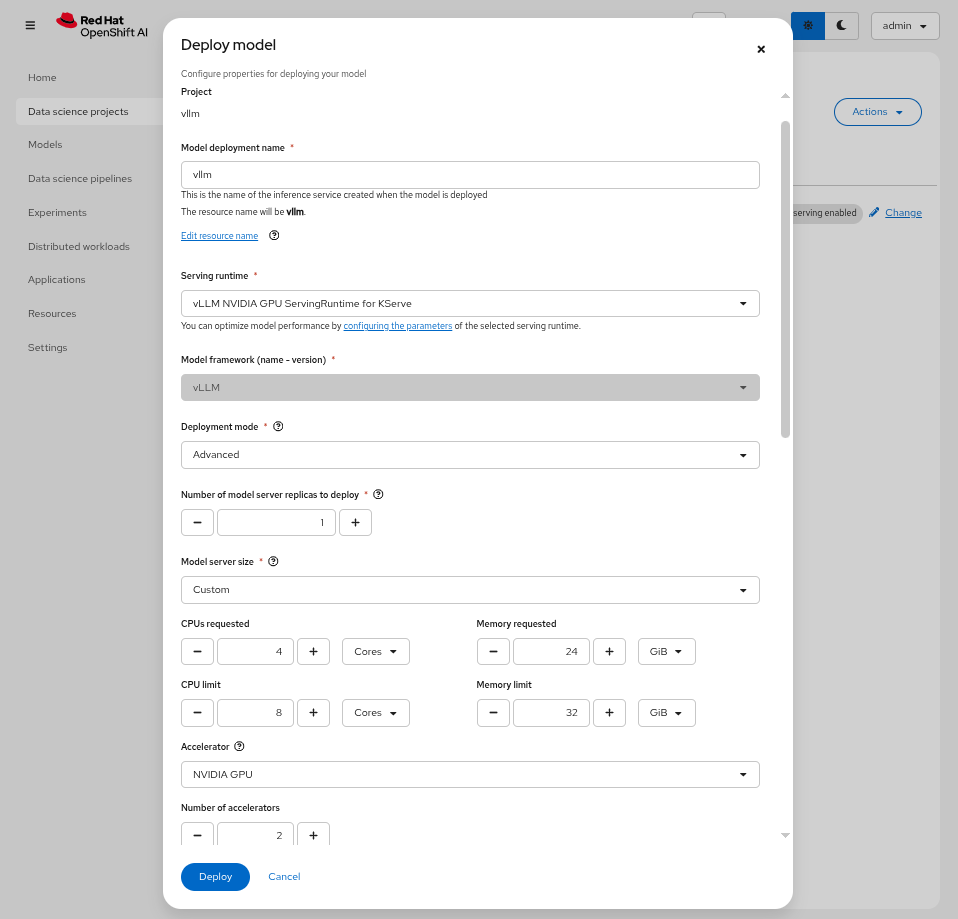 Red Hat
OpenShift AI
admin
Home
Data science projects
Models
Data science pipelines
Experiments
Distributed workloads
Applications
Resources
Settings
Actions
serving enabled
Change
Deploy model
Configure properties for deploying your model
Project
vllm
Model deployment name *
vllm
This is the name of the inference service created when the model is deployed
The resource name will be vllm.
Edit resource name
Serving runtime *
vLLM NVIDIA GPU ServingRuntime for KServe
You can optimize model performance by configuring the parameters of the selected serving runtime.
Model framework (name - version) *
vLLM
Deployment mode *
Advanced
Number of model server replicas to deploy *
1
Model server size *
Custom
CPUs requested
4 Cores
Memory requested
24 GiB
CPU limit
8 Cores
Memory limit
32 GiB
Accelerator
NVIDIA GPU
Number of accelerators
2
Deploy Cancel